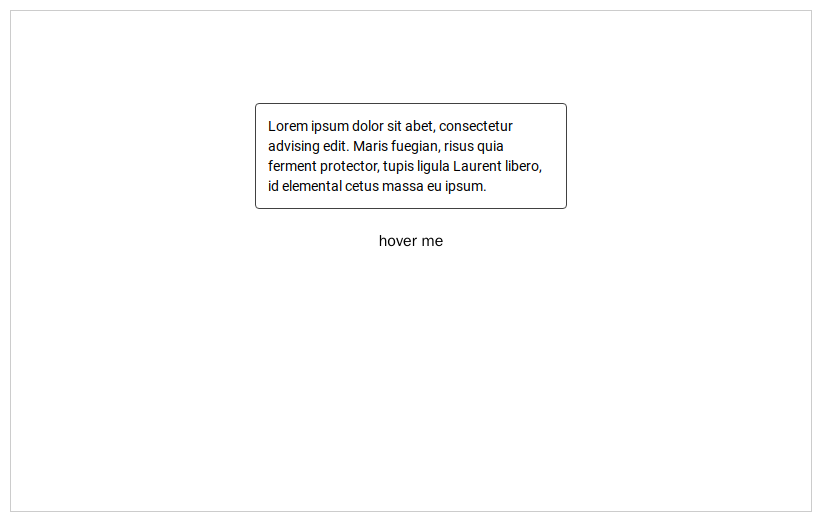 Lorem ipsum dolor sit abet, consectetur
advising edit. Maris fuegian, risus quia
ferment protector, tupis ligula Laurent libero,
id elemental cetus massa eu ipsum.
hover me